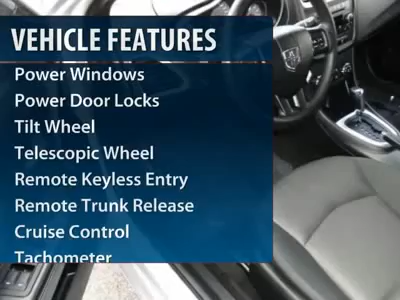 VEHICLE FEATURES
Power Windows
Power Door Locks
Tilt Wheel
Telescopic Wheel
Remote Keyless Entry
Remote Trunk Release
Cruise Control
Tachometer